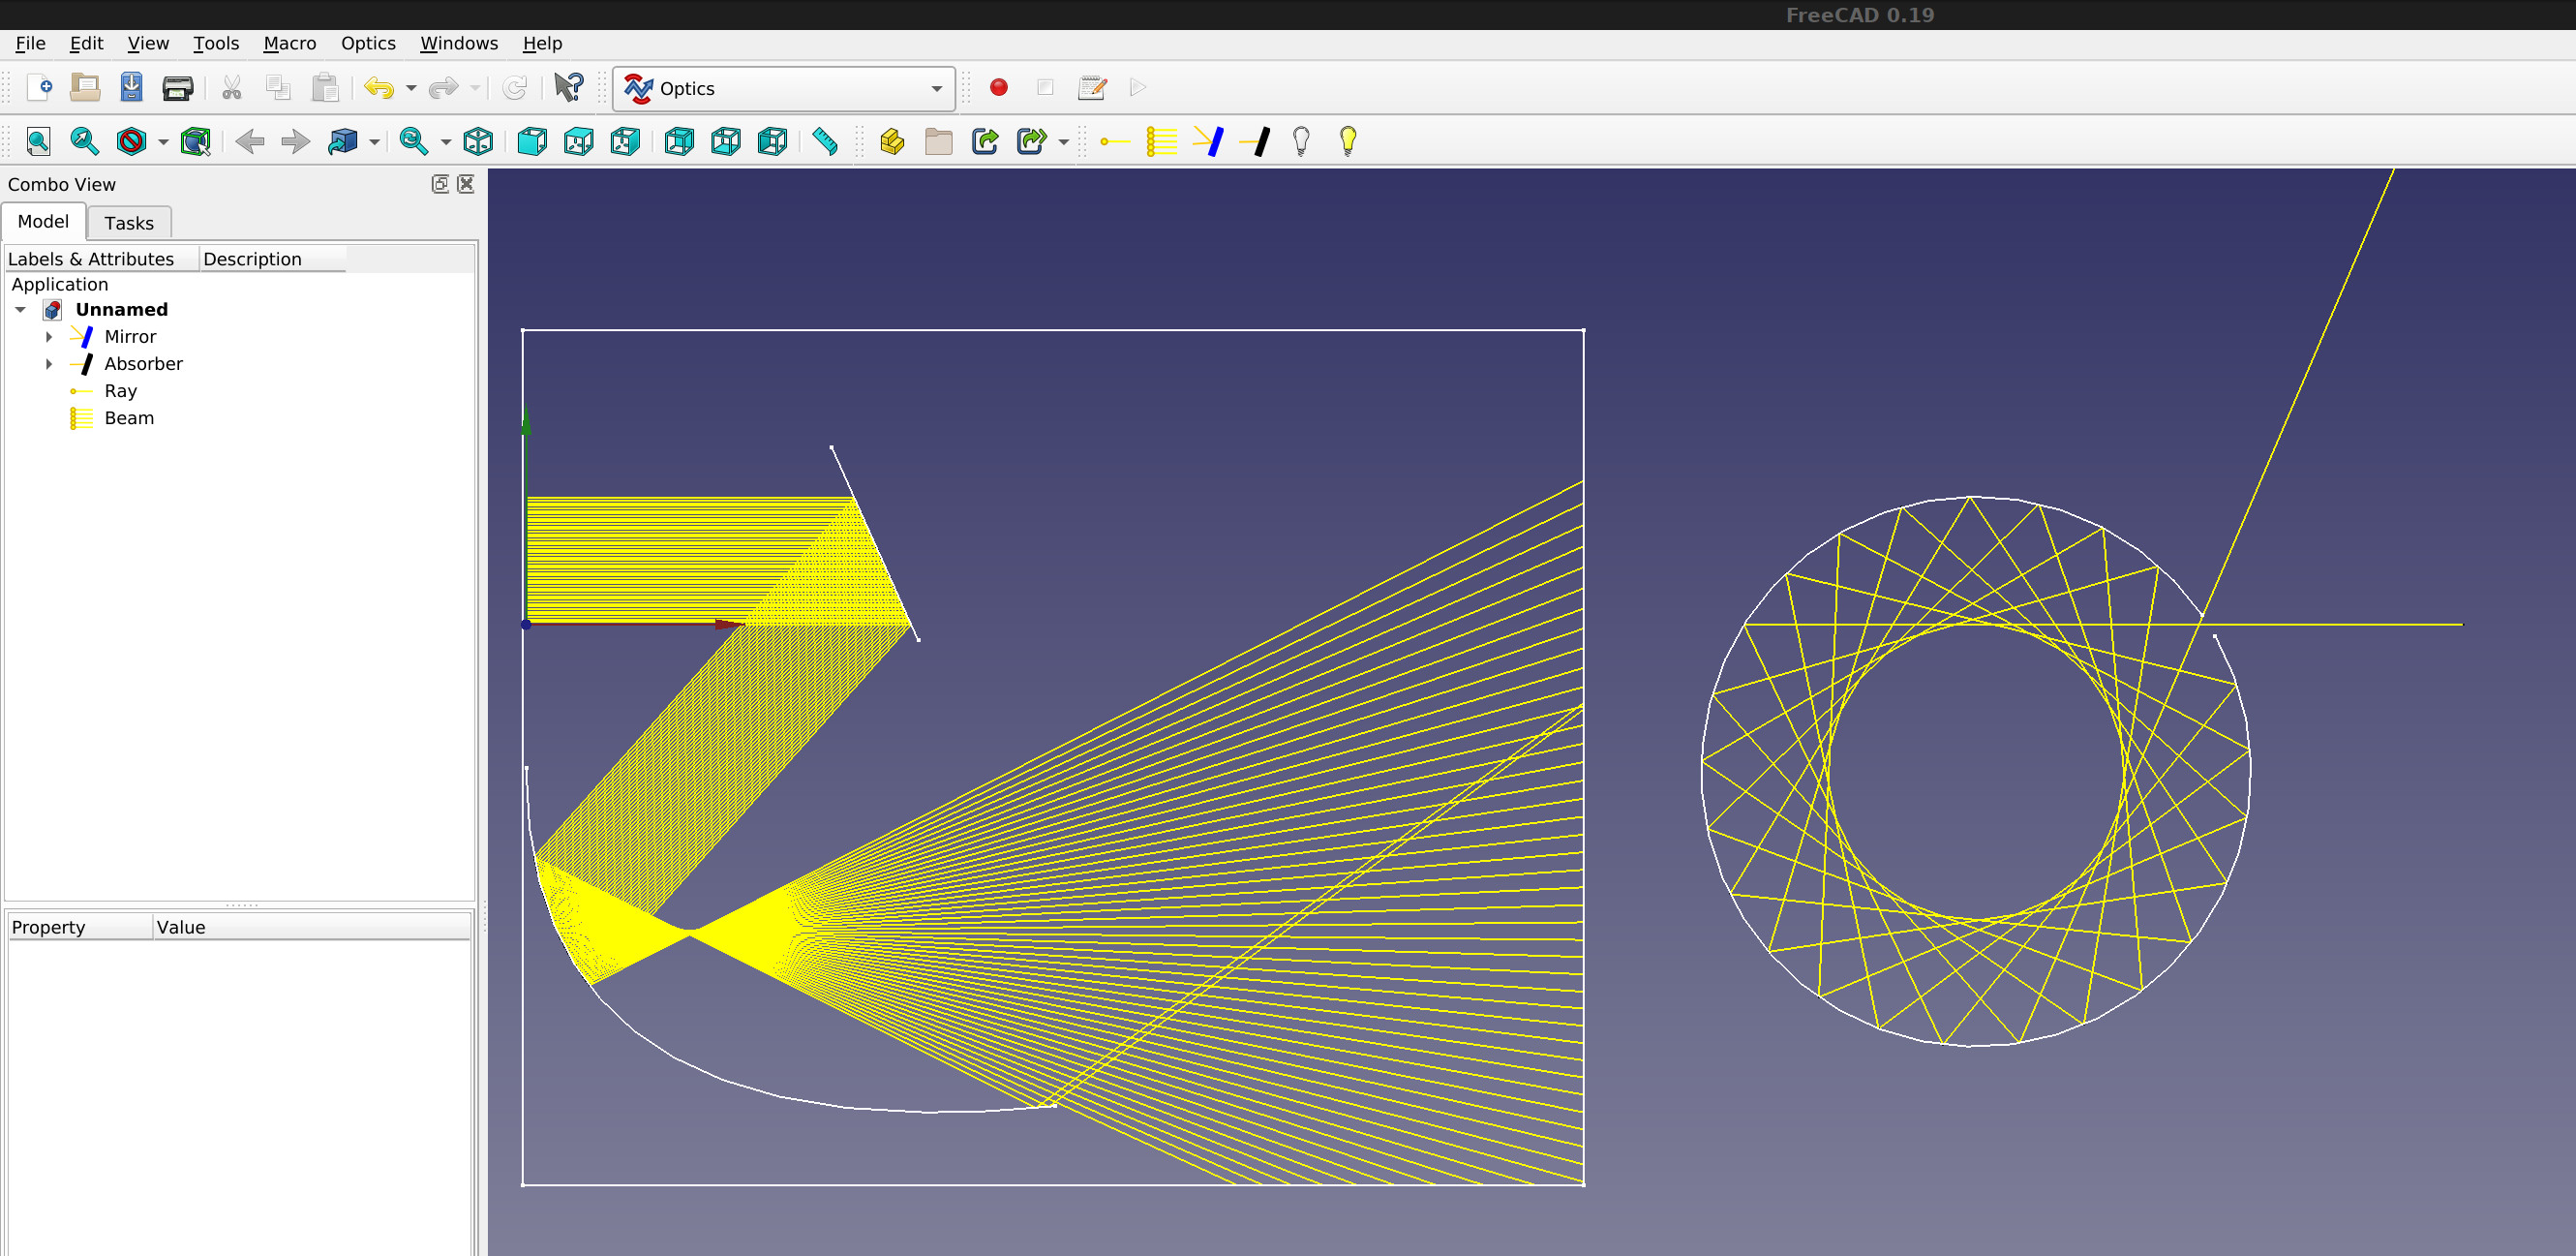 FreeCAD 0.19
File Edit View Tools Macro Optics Windows Help
Optics
Combo View
Model Tasks
Labels & Attributes Description
Application
Unnamed
Mirror
Absorber
Ray
Beam
Property Value